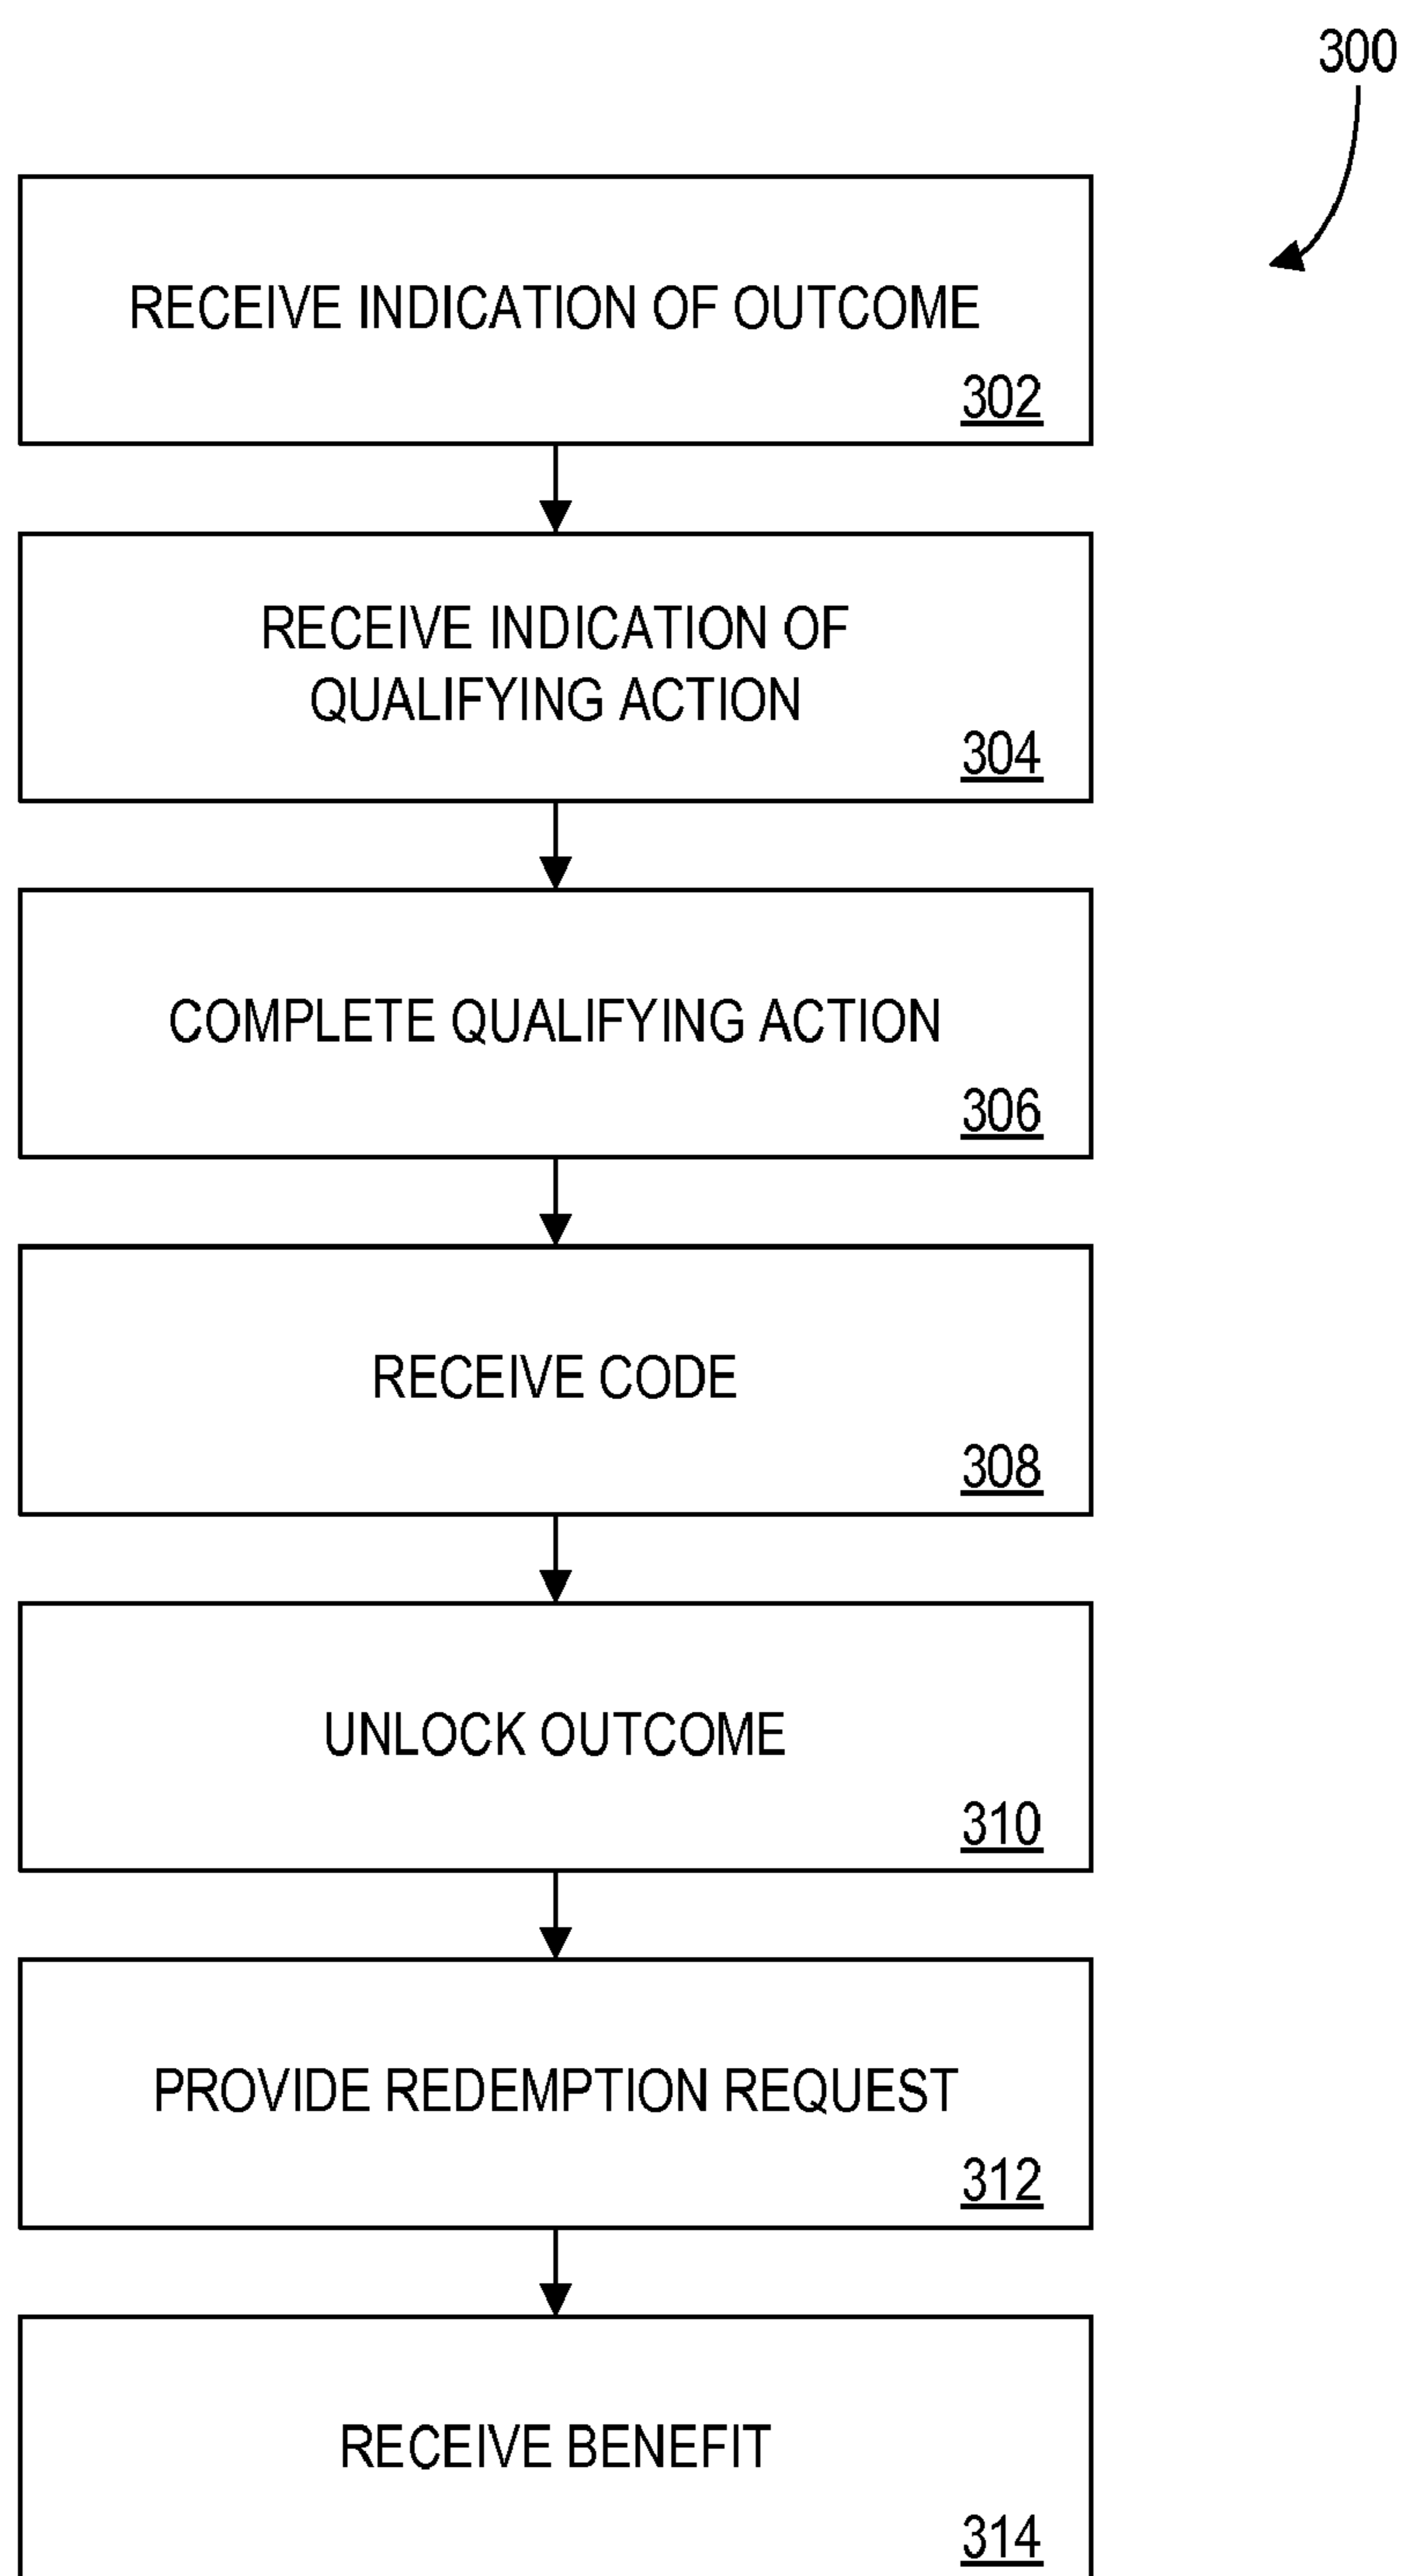 300
RECEIVE INDICATION OF OUTCOME
302
RECEIVE INDICATION OF
QUALIFYING ACTION
304
COMPLETE QUALIFYING ACTION
306
RECEIVE CODE
308
UNLOCK OUTCOME
310
PROVIDE REDEMPTION REQUEST
312
RECEIVE BENEFIT
314